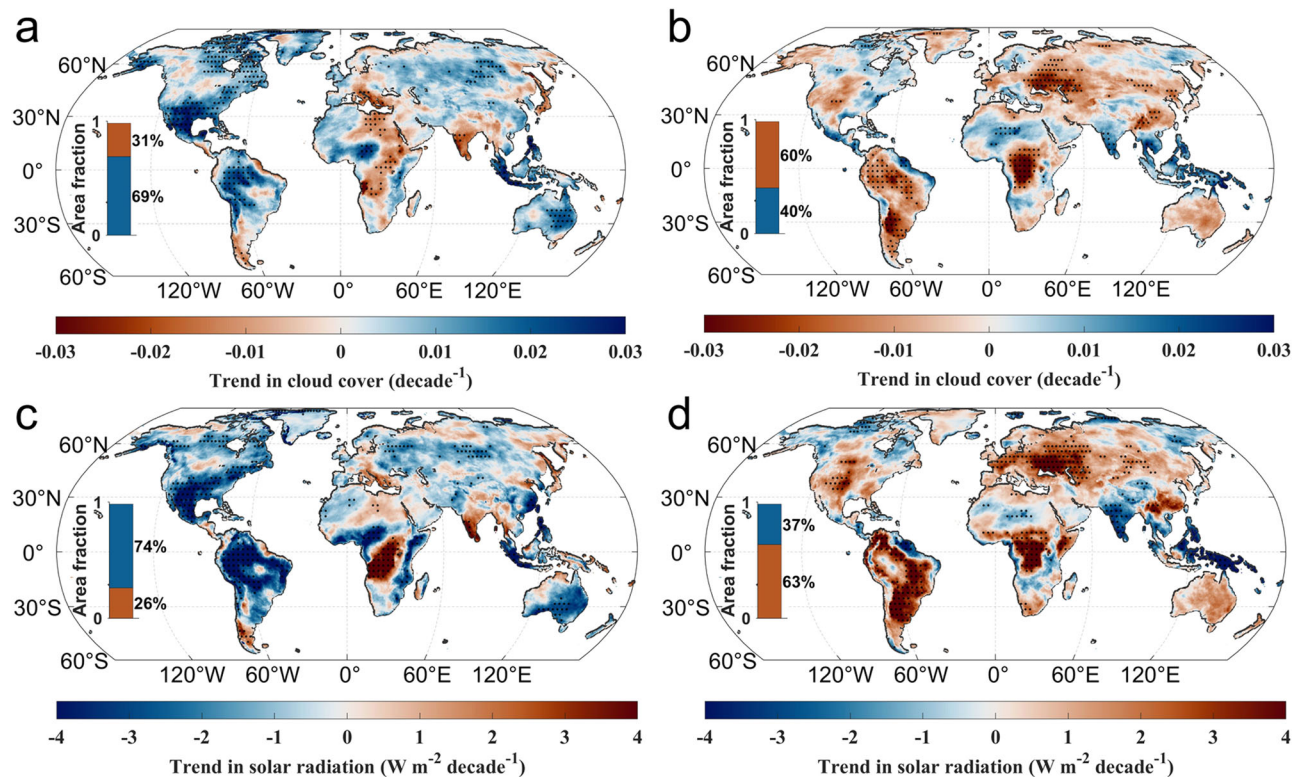 a
60°N
30°N
0°
30°S
60°S
120°W 60°W 0° 60°E 120°E
Area fraction
1
0
31%
69%
-0.03 -0.02 -0.01 0 0.01 0.02 0.03
Trend in cloud cover (decade⁻¹)
b
60°N
30°N
0°
30°S
60°S
120°W 60°W 0° 60°E 120°E
Area fraction
1
0
60%
40%
-0.03 -0.02 -0.01 0 0.01 0.02 0.03
Trend in cloud cover (decade⁻¹)
c
60°N
30°N
0°
30°S
60°S
120°W 60°W 0° 60°E 120°E
Area fraction
1
0
74%
26%
-4 -3 -2 -1 0 1 2 3 4
Trend in solar radiation (W m⁻² decade⁻¹)
d
60°N
30°N
0°
30°S
60°S
120°W 60°W 0° 60°E 120°E
Area fraction
1
0
37%
63%
-4 -3 -2 -1 0 1 2 3 4
Trend in solar radiation (W m⁻² decade⁻¹)